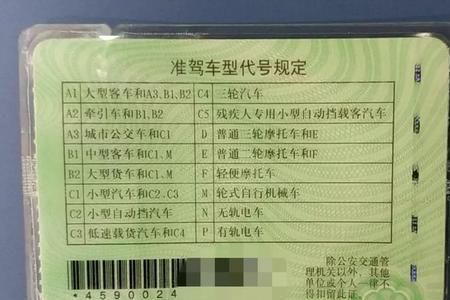 准驾车型代号规定
A1 大型客车和A3、B1、B2 C4 三轮汽车
A2 牵引车和B1、B2 C5 残疾人专用小型自动挡载客汽车
A3 城市公交车和C1 D 普通三轮摩托车和E
B1 中型客车和C1、M E 普通二轮摩托车和F
B2 大型货车和C1、M F 轻便摩托车
C1 小型汽车和C2、C3 M 轮式自行机械车
C2 小型自动挡汽车 N 无轨电车
C3 低速载货汽车和C4 P 有轨电车
除公安交通管
理机关以外，其他
单位或个人一律不
得扣留此证。
*4590024